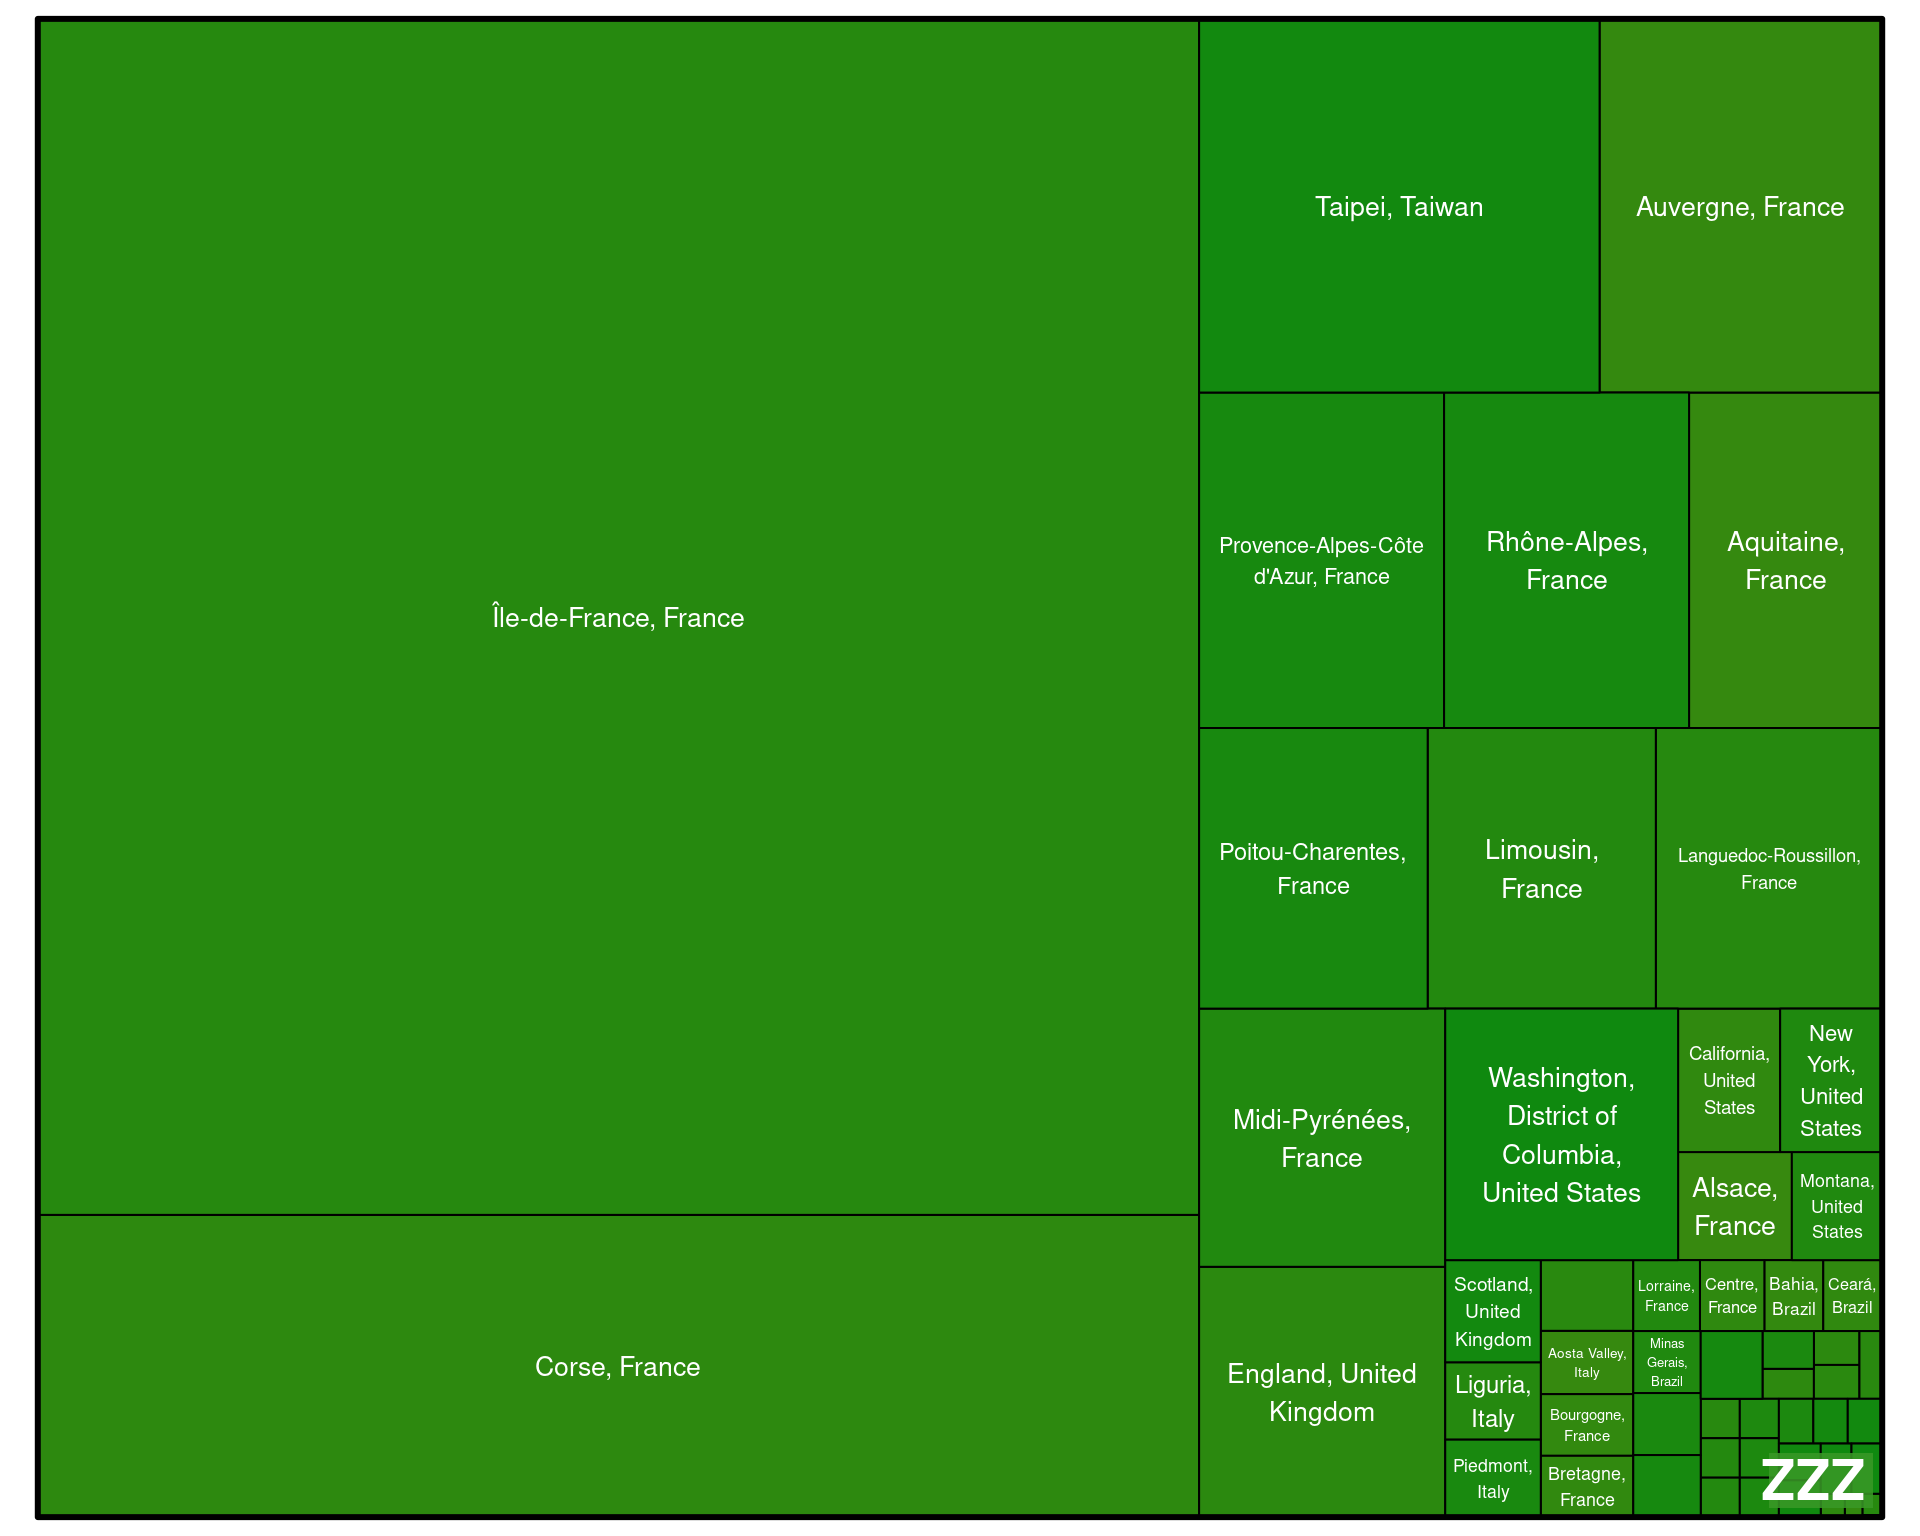 Île-de-France, France
Corse, France
Taipei, Taiwan
Auvergne, France
Provence-Alpes-Côte
d'Azur, France
Rhône-Alpes,
France
Aquitaine,
France
Poitou-Charentes,
France
Limousin,
France
Languedoc-Roussillon,
France
Midi-Pyrénées,
France
England, United
Kingdom
Washington,
District of
Columbia,
United States
California,
United
States
New
York,
United
States
Alsace,
France
Montana,
United
States
Scotland,
United
Kingdom
Liguria,
Italy
Piedmont,
Italy
Aosta Valley,
Italy
Bourgogne,
France
Bretagne,
France
Lorraine,
France
Minas
Gerais,
Brazil
Centre,
France
Bahia,
Brazil
Ceará,
Brazil
ZZZ